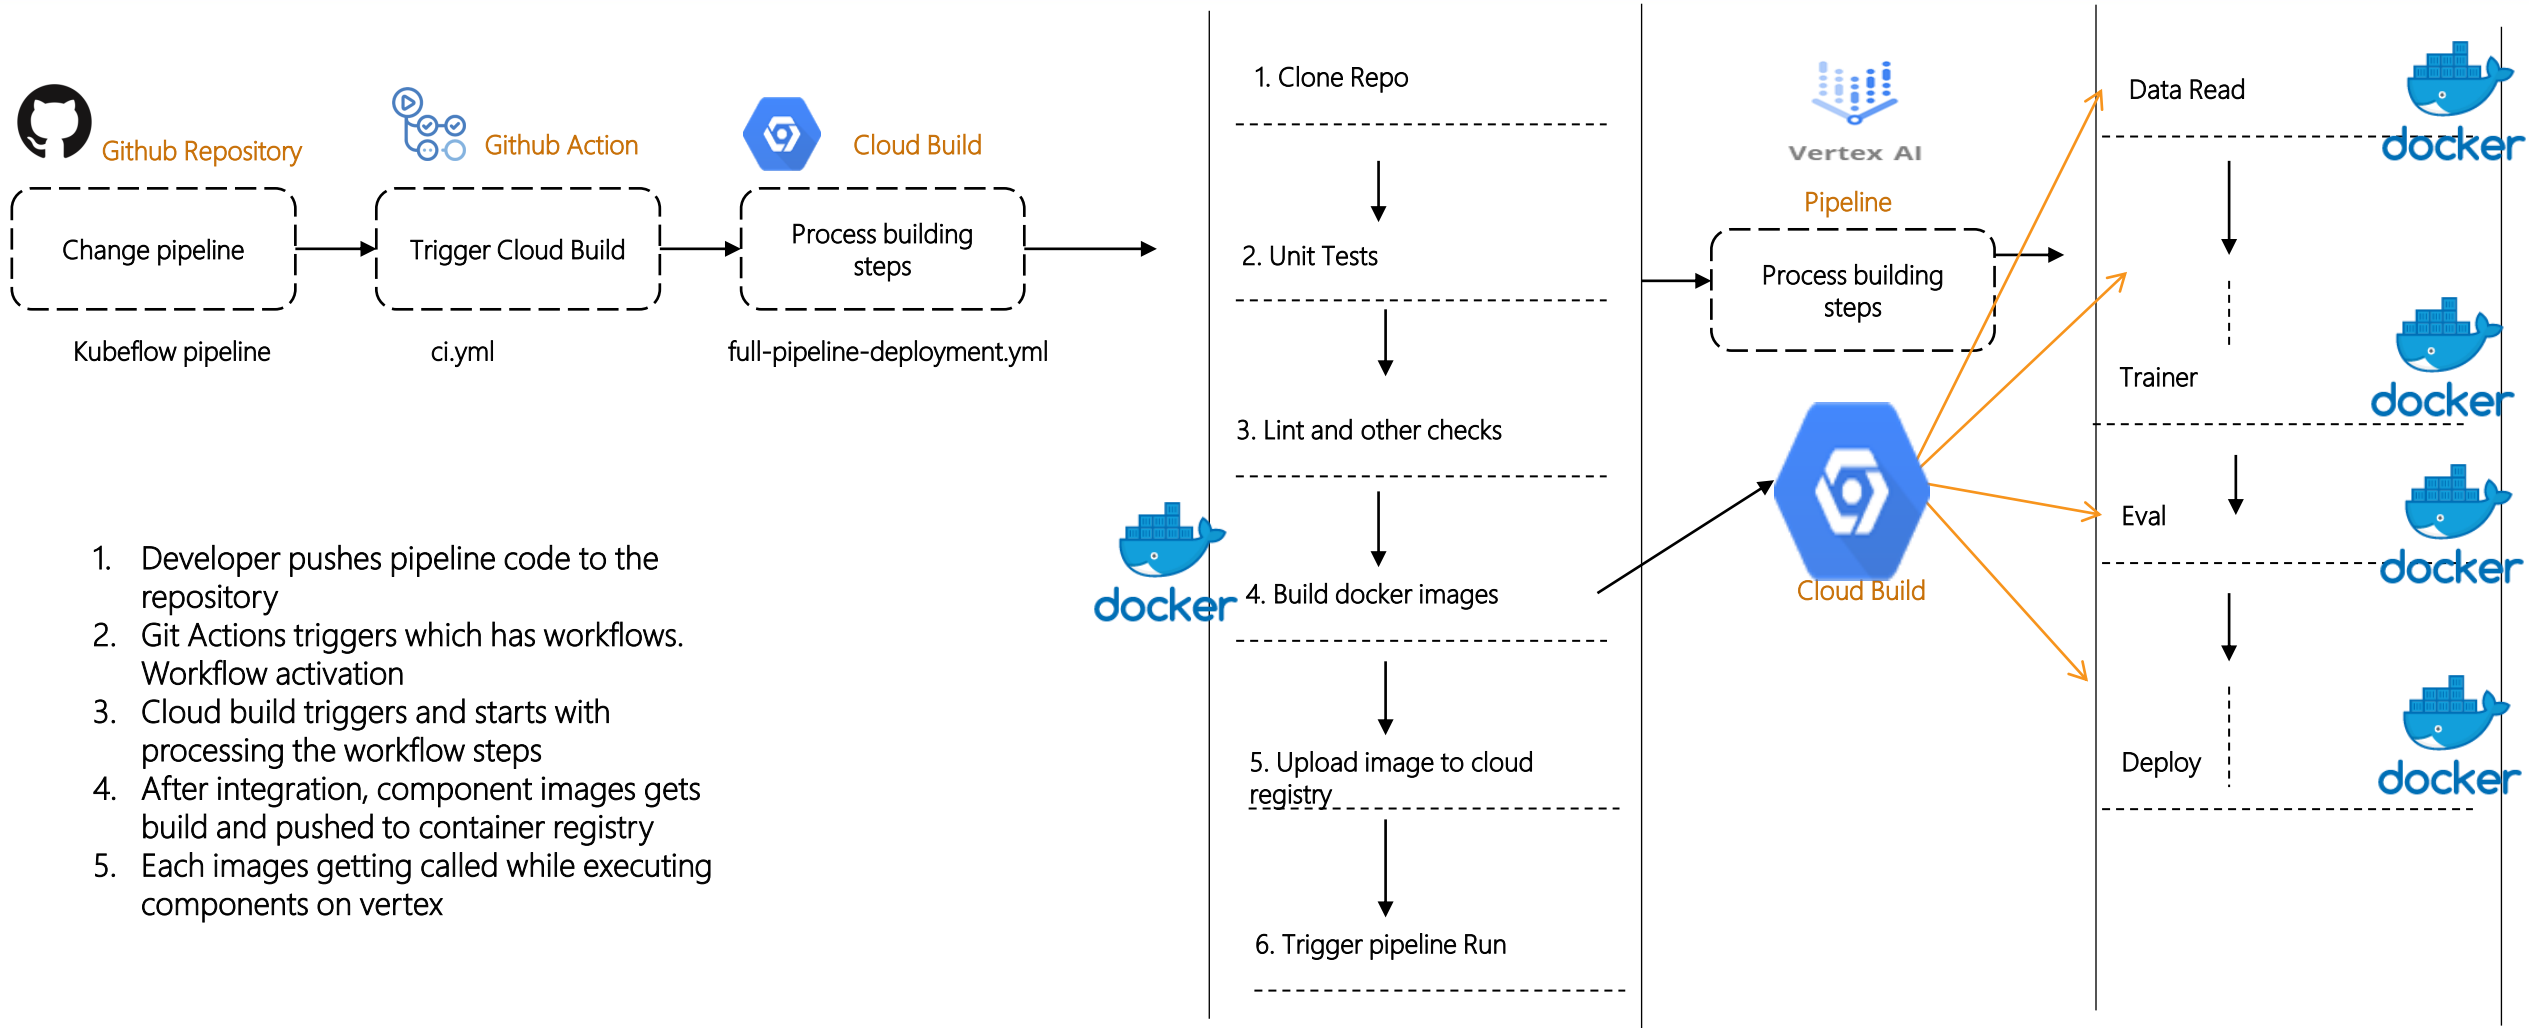 Github Repository
Change pipeline
Kubeflow pipeline
Github Action
Trigger Cloud Build
ci.yml
Cloud Build
Process building
steps
full-pipeline-deployment.yml
1. Developer pushes pipeline code to the
repository
2. Git Actions triggers which has workflows.
Workflow activation
3. Cloud build triggers and starts with
processing the workflow steps
4. After integration, component images gets
build and pushed to container registry
5. Each images getting called while executing
components on vertex
docker
1. Clone Repo
2. Unit Tests
3. Lint and other checks
4. Build docker images
5. Upload image to cloud
registry
6. Trigger pipeline Run
Vertex AI
Pipeline
Process building
steps
Cloud Build
Data Read
docker
Trainer
docker
Eval
docker
Deploy
docker